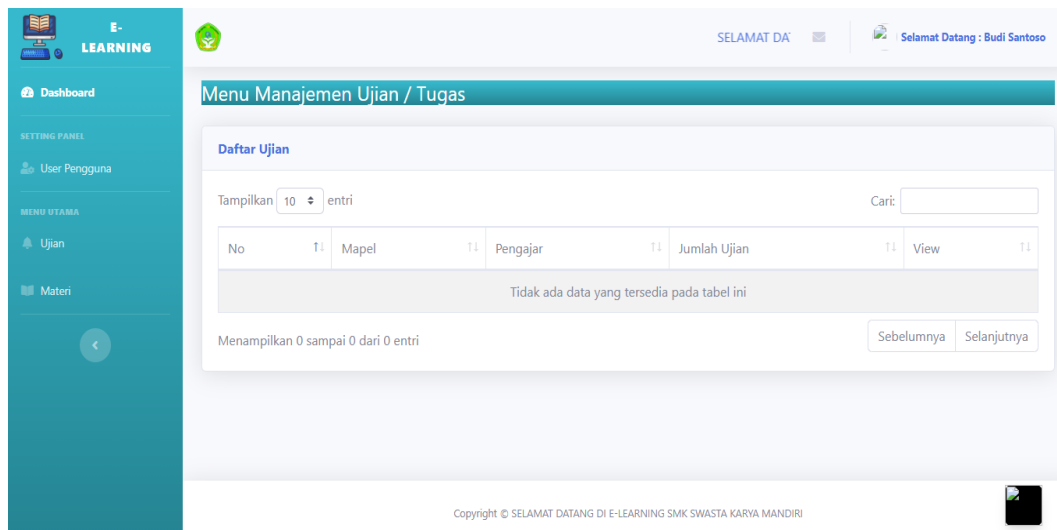 E-
LEARNING
SELAMAT DA
Selamat Datang : Budi Santoso
Dashboard
Menu Manajemen Ujian / Tugas
SETTING PANEL
User Pengguna
MENU UTAMA
Ujian
Materi
Daftar Ujian
Tampilkan 10 entri
Cari:
No Mapel Pengajar Jumlah Ujian View
Tidak ada data yang tersedia pada tabel ini
Menampilkan 0 sampai 0 dari 0 entri
Sebelumnya Selanjutnya
Copyright © SELAMAT DATANG DI E-LEARNING SMK SWASTA KARYA MANDIRI